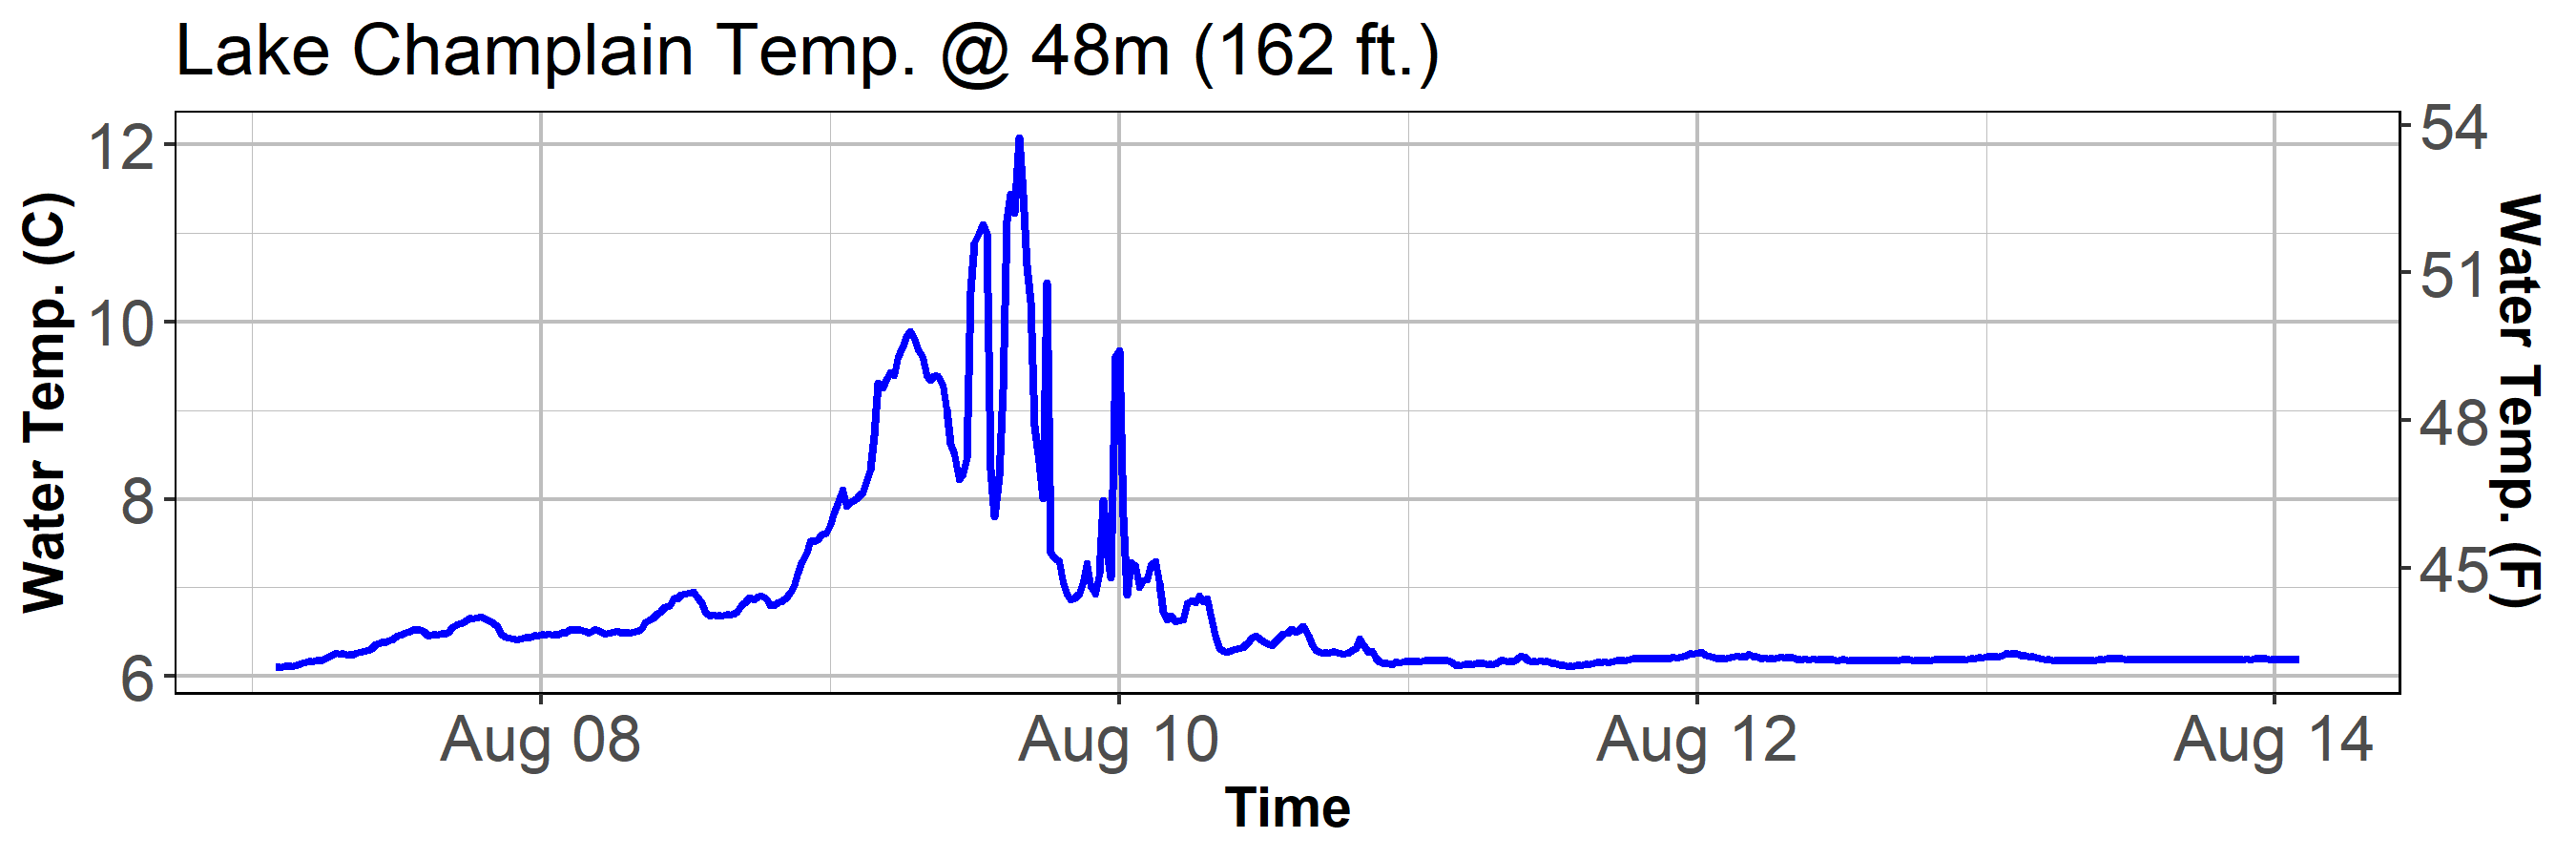 Lake Champlain Temp. @ 48m (162 ft.)
Water Temp. (C)
12
10
8
6
54
51
48
45
Water Temp. (F)
Aug 08
Aug 10
Aug 12
Aug 14
Time